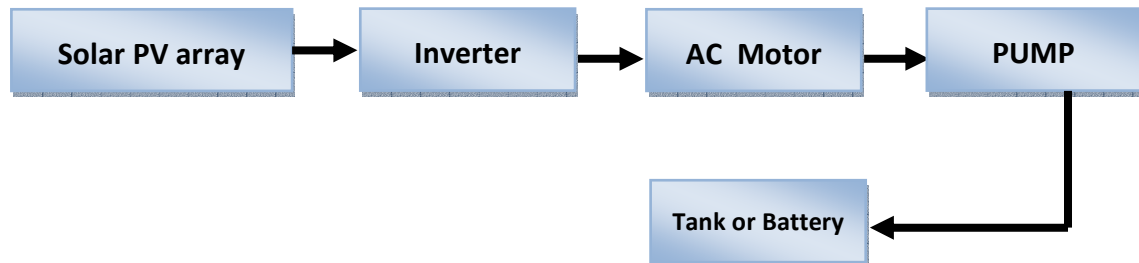 Solar PV array
Inverter
AC Motor
PUMP
Tank or Battery